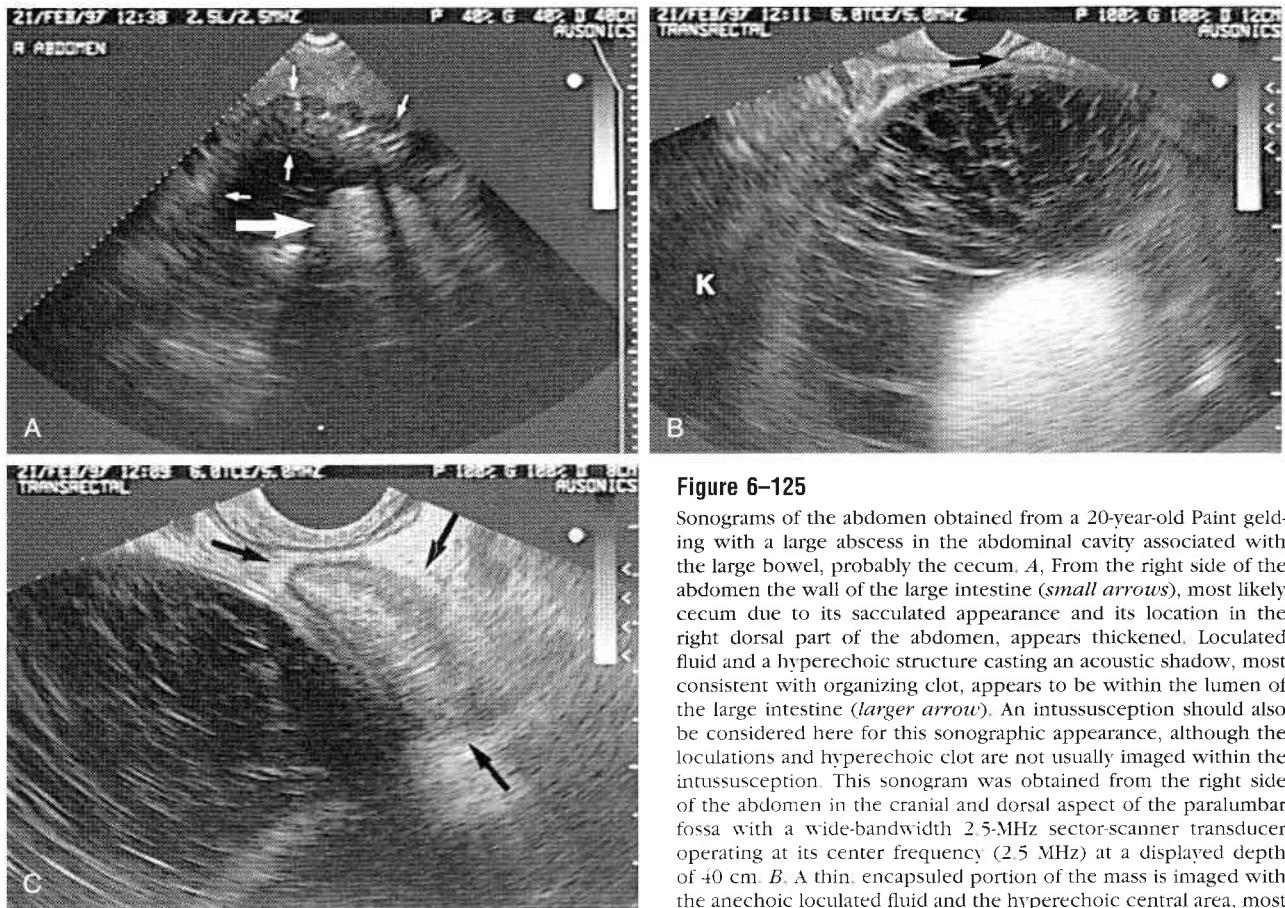 21/FEB/97 12:38 2.5L/2.5MHZ P 40% G 40% D 40CM
AUSONICS
R ABDOMEN
A
21/FEB/97 12:11 6.0TCE/5.0MHZ P 100% G 100% D 12CM
TRANSRECTAL AUSONICS
K
B
21/FEB/97 12:09 6.0TCE/5.0MHZ P 100% G 100% D 8CM
TRANSRECTAL AUSONICS
C
Figure 6–125
Sonograms of the abdomen obtained from a 20-year-old Paint geld-
ing with a large abscess in the abdominal cavity associated with
the large bowel, probably the cecum. A, From the right side of the
abdomen the wall of the large intestine (small arrows), most likely
cecum due to its sacculated appearance and its location in the
right dorsal part of the abdomen, appears thickened. Loculated
fluid and a hyperechoic structure casting an acoustic shadow, most
consistent with organizing clot, appears to be within the lumen of
the large intestine (larger arrow). An intussusception should also
be considered here for this sonographic appearance, although the
loculations and hyperechoic clot are not usually imaged within the
intussusception. This sonogram was obtained from the right side
of the abdomen in the cranial and dorsal aspect of the paralumbar
fossa with a wide-bandwidth 2.5-MHz sector-scanner transducer
operating at its center frequency (2.5 MHz) at a displayed depth
of 40 cm. B, A thin, encapsuled portion of the mass is imaged with
the anechoic loculated fluid and the hyperechoic central area, most